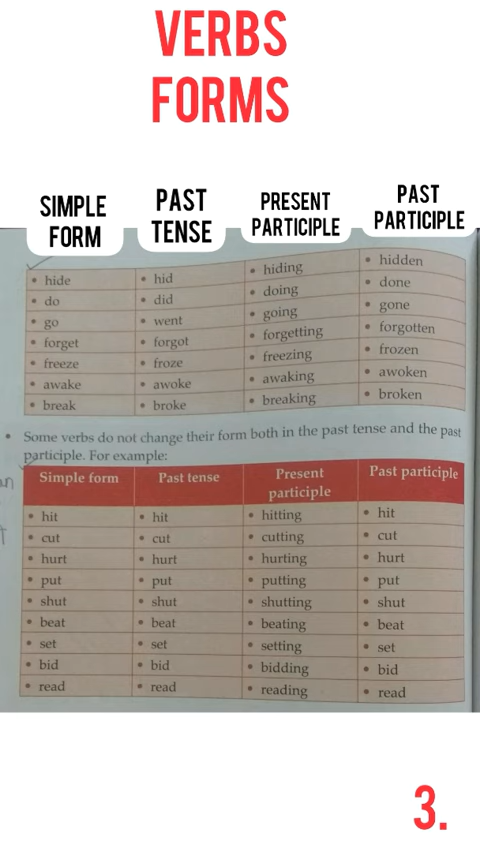 VERBS
FORMS
SIMPLE FORM PAST TENSE PRESENT PARTICIPLE PAST PARTICIPLE
• hide • hid • hiding • hidden
• do • did • doing • done
• go • went • going • gone
• forget • forgot • forgetting • forgotten
• freeze • froze • freezing • frozen
• awake • awoke • awaking • awoken
• break • broke • breaking • broken
• Some verbs do not change their form both in the past tense and the past
participle. For example:
Simple form Past tense Present participle Past participle
• hit • hit • hitting • hit
• cut • cut • cutting • cut
• hurt • hurt • hurting • hurt
• put • put • putting • put
• shut • shut • shutting • shut
• beat • beat • beating • beat
• set • set • setting • set
• bid • bid • bidding • bid
• read • read • reading • read
3.